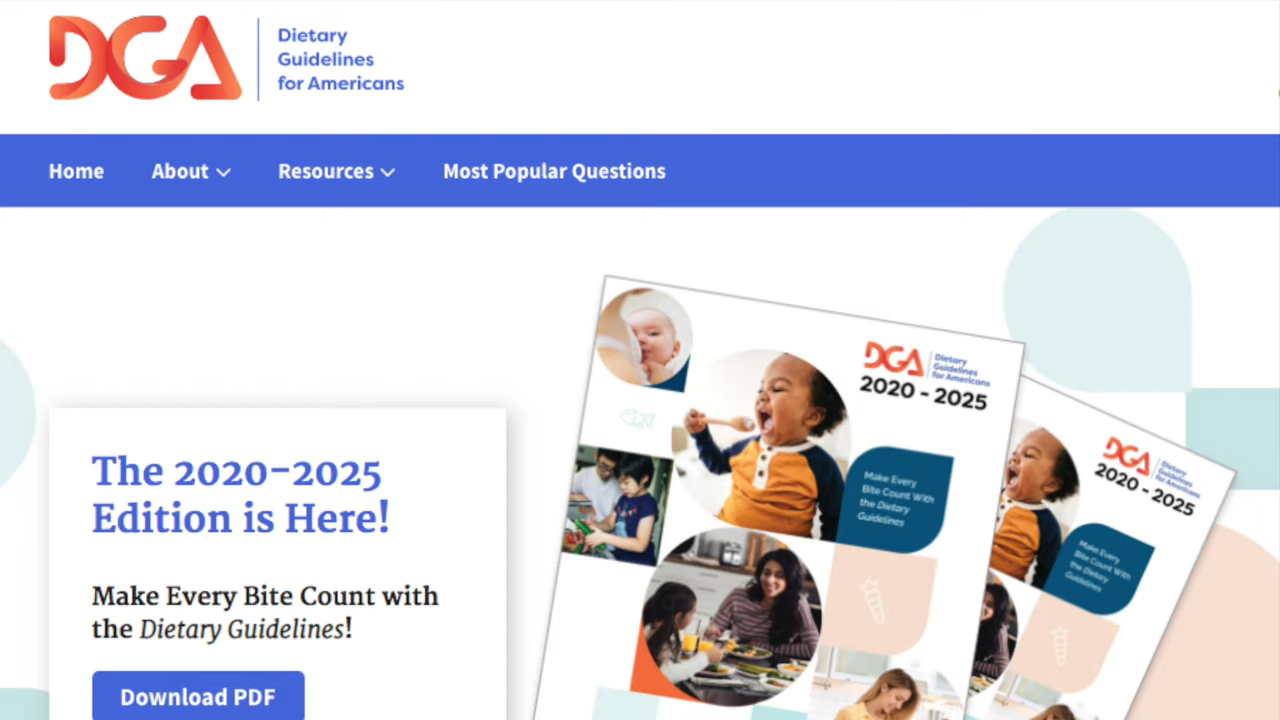 DGA
Dietary
Guidelines
for Americans
Home
About
Resources
Most Popular Questions
The 2020-2025
Edition is Here!
Make Every Bite Count with
the Dietary Guidelines!
Download PDF
DGA
Dietary
Guidelines
for Americans
2020 - 2025
Make Every
Bite Count With
the Dietary
Guidelines
DGA
Dietary
Guidelines
for Americans
2020 - 2025
Make Every
Bite Count With
the Dietary
Guidelines